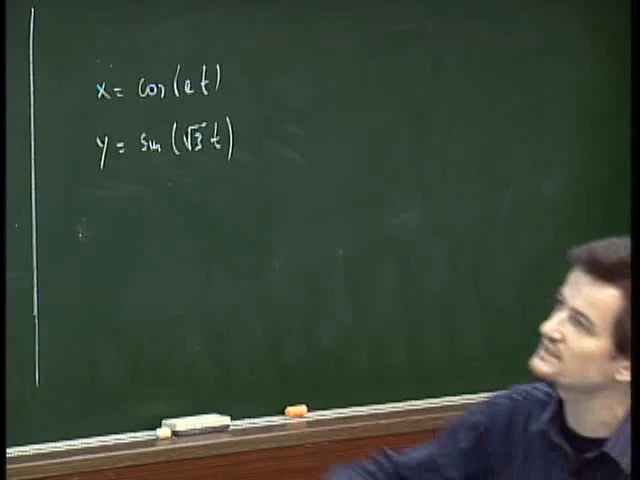 x = cos(et)
y = sin(√3 t)